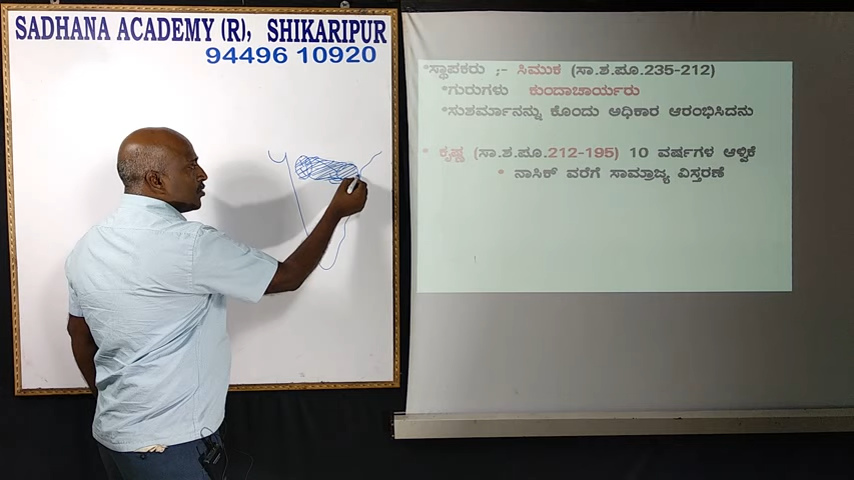 SADHANA ACADEMY (R), SHIKARIPUR
94496 10920
*ಸ್ಥಾಪಕರು ;- ಸಿಮುಕ (ಸಾ.ಶ.ಪೂ.235-212)
*ಗುರುಗಳು ಕುಂದಾಚಾರ್ಯರು
*ಸುಶರ್ಮಾನನ್ನು ಕೊಂದು ಅಧಿಕಾರ ಆರಂಭಿಸಿದನು
* ಕೃಷ್ಣ (ಸಾ.ಶ.ಪೂ.212-195) 10 ವರ್ಷಗಳ ಆಳ್ವಿಕೆ
* ನಾಸಿಕ್ ವರೆಗೆ ಸಾಮ್ರಾಜ್ಯ ವಿಸ್ತರಣೆ